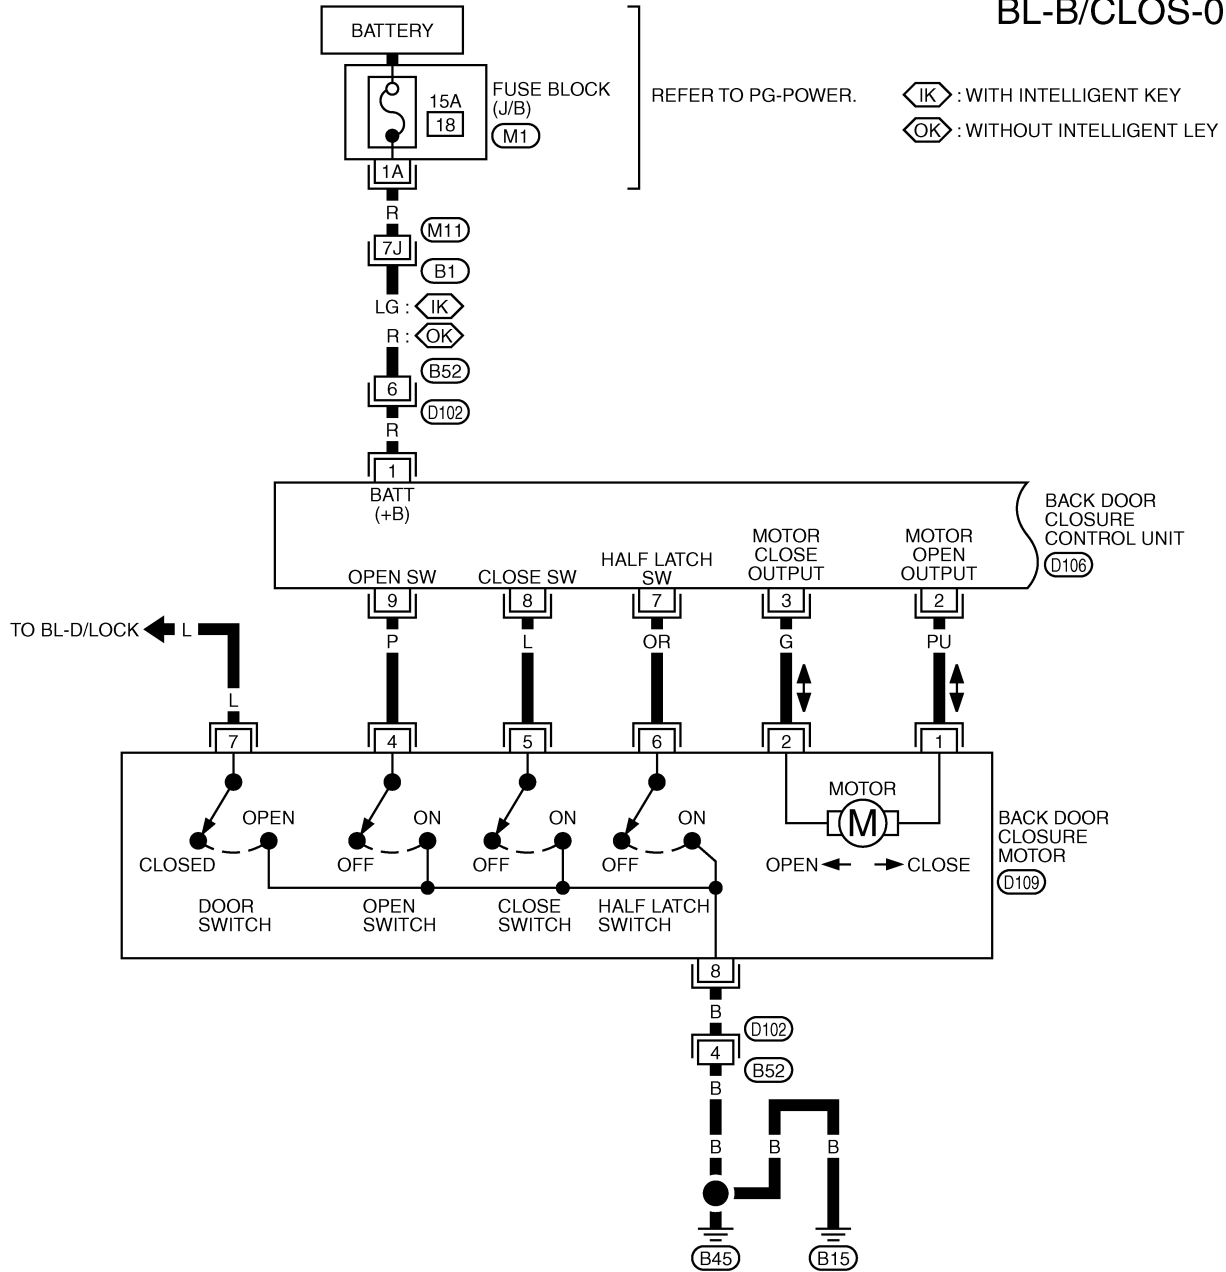 BL-B/CLOS-0
BATTERY
15A
18
FUSE BLOCK
(J/B)
M1
REFER TO PG-POWER.
IK : WITH INTELLIGENT KEY
OK : WITHOUT INTELLIGENT LEY
1A
R
M11
7J
B1
LG : IK
R : OK
B52
6
D102
R
1
BATT
(+B)
OPEN SW
CLOSE SW
HALF LATCH
SW
MOTOR
CLOSE
OUTPUT
MOTOR
OPEN
OUTPUT
BACK DOOR
CLOSURE
CONTROL UNIT
D106
9 8 7 3 2
TO BL-D/LOCK L
P L OR G PU
L
7 4 5 6 2 1
OPEN
CLOSED
ON
OFF
ON
OFF
ON
OFF
MOTOR
M
OPEN CLOSE
BACK DOOR
CLOSURE
MOTOR
D109
DOOR
SWITCH
OPEN
SWITCH
CLOSE
SWITCH
HALF LATCH
SWITCH
8
B
D102
4
B52
B
B B B
B45 B15